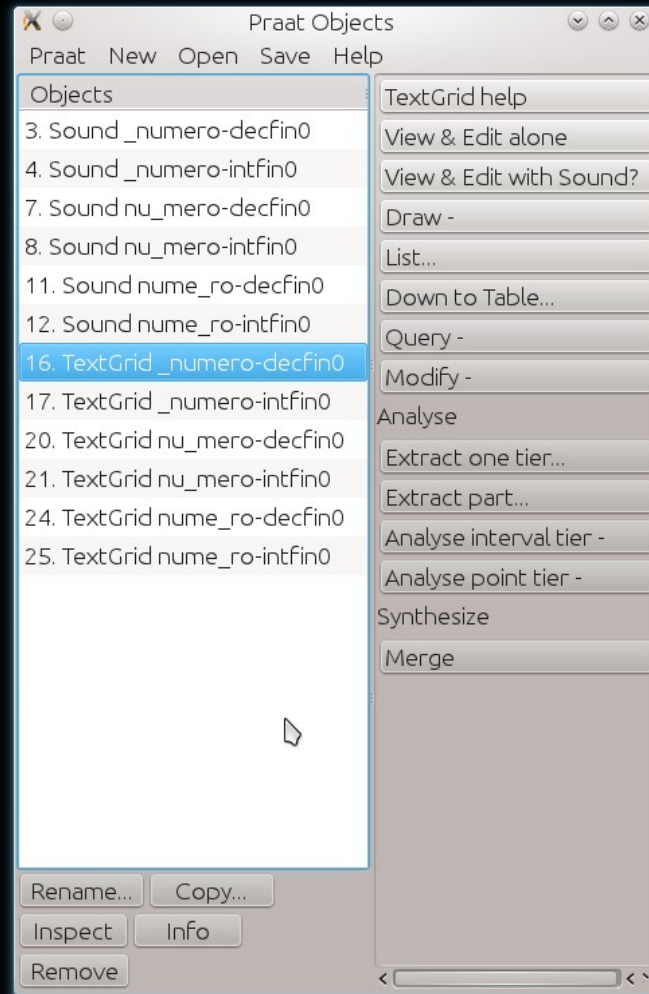 Praat Objects
Praat New Open Save Help
Objects
3. Sound _numero-decfin0
4. Sound _numero-intfin0
7. Sound nu_mero-decfin0
8. Sound nu_mero-intfin0
11. Sound nume_ro-decfin0
12. Sound nume_ro-intfin0
16. TextGrid _numero-decfin0
17. TextGrid _numero-intfin0
20. TextGrid nu_mero-decfin0
21. TextGrid nu_mero-intfin0
24. TextGrid nume_ro-decfin0
25. TextGrid nume_ro-intfin0
Rename... Copy...
Inspect Info
Remove
TextGrid help
View & Edit alone
View & Edit with Sound?
Draw -
List...
Down to Table...
Query -
Modify -
Analyse
Extract one tier...
Extract part...
Analyse interval tier -
Analyse point tier -
Synthesize
Merge